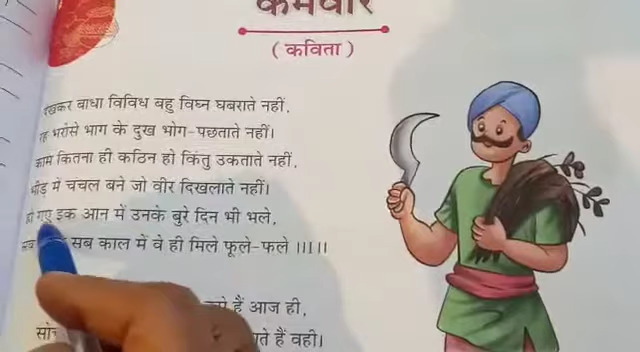 कर्मवीर
( कविता )
देखकर बाधा विविध बहु विघ्न घबराते नहीं,
रह भरोसे भाग के दुख भोग-पछताते नहीं।
काम कितना ही कठिन हो किंतु उकताते नहीं,
भीड़ में चंचल बने जो वीर दिखलाते नहीं।
हो गए इक आन में उनके बुरे दिन भी भले,
सब सब काल में वे ही मिले फूले-फले ॥1॥
हैं आज ही,
हैं वही।